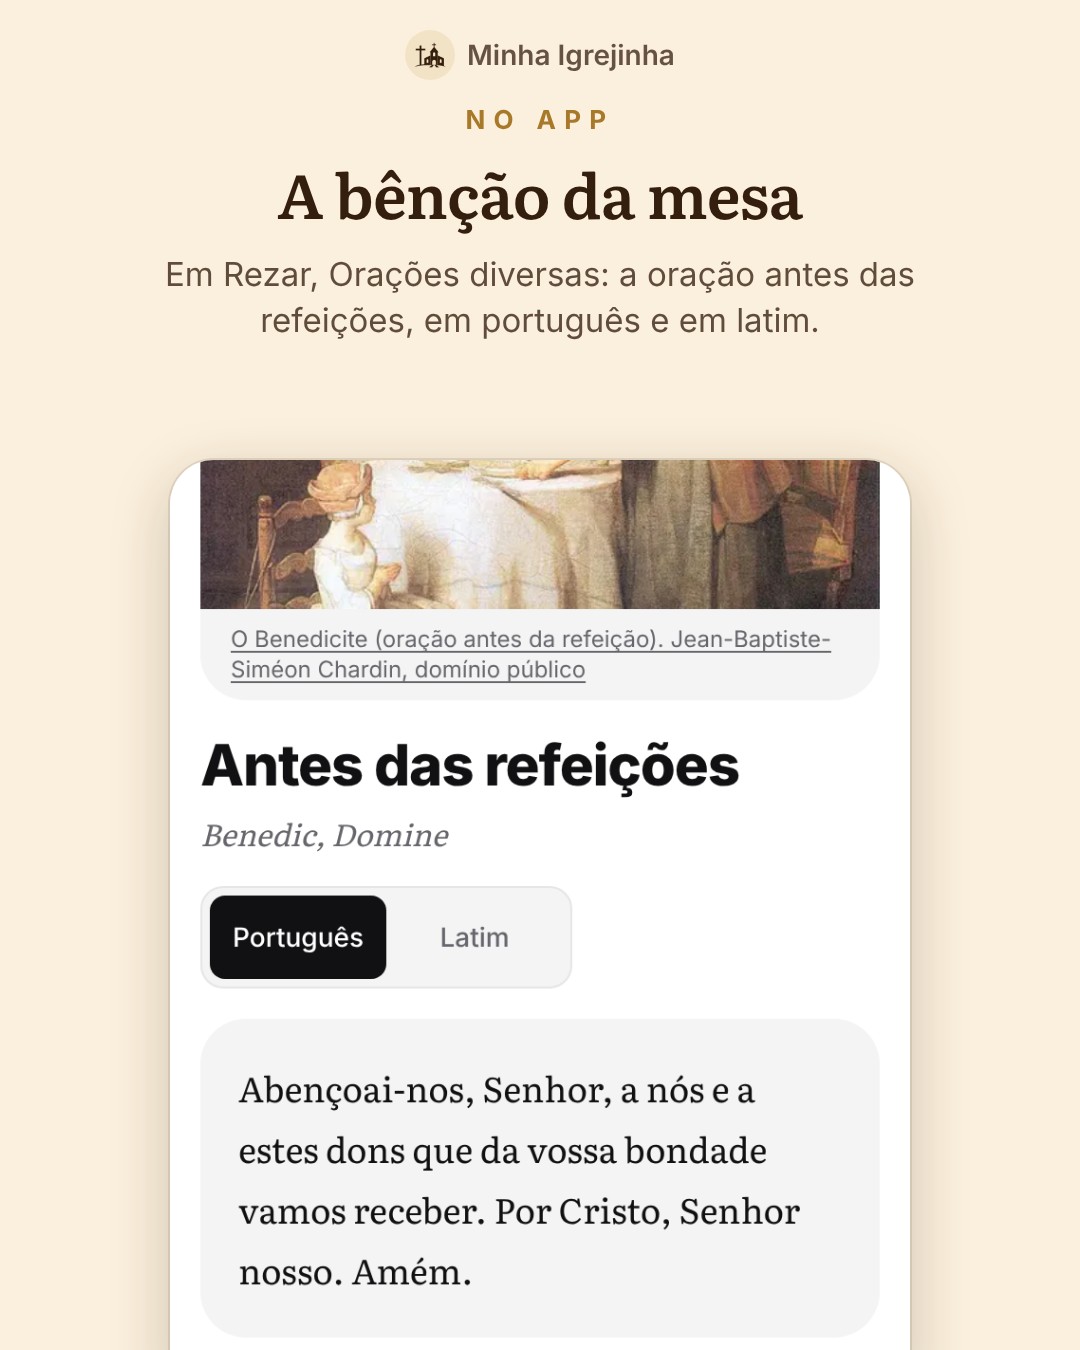 Minha Igrejinha
NO APP
A bênção da mesa
Em Rezar, Orações diversas: a oração antes das
refeições, em português e em latim.
O Benedicite (oração antes da refeição). Jean-Baptiste-
Siméon Chardin, domínio público
Antes das refeições
Benedic, Domine
Português Latim
Abençoai-nos, Senhor, a nós e a
estes dons que da vossa bondade
vamos receber. Por Cristo, Senhor
nosso. Amém.